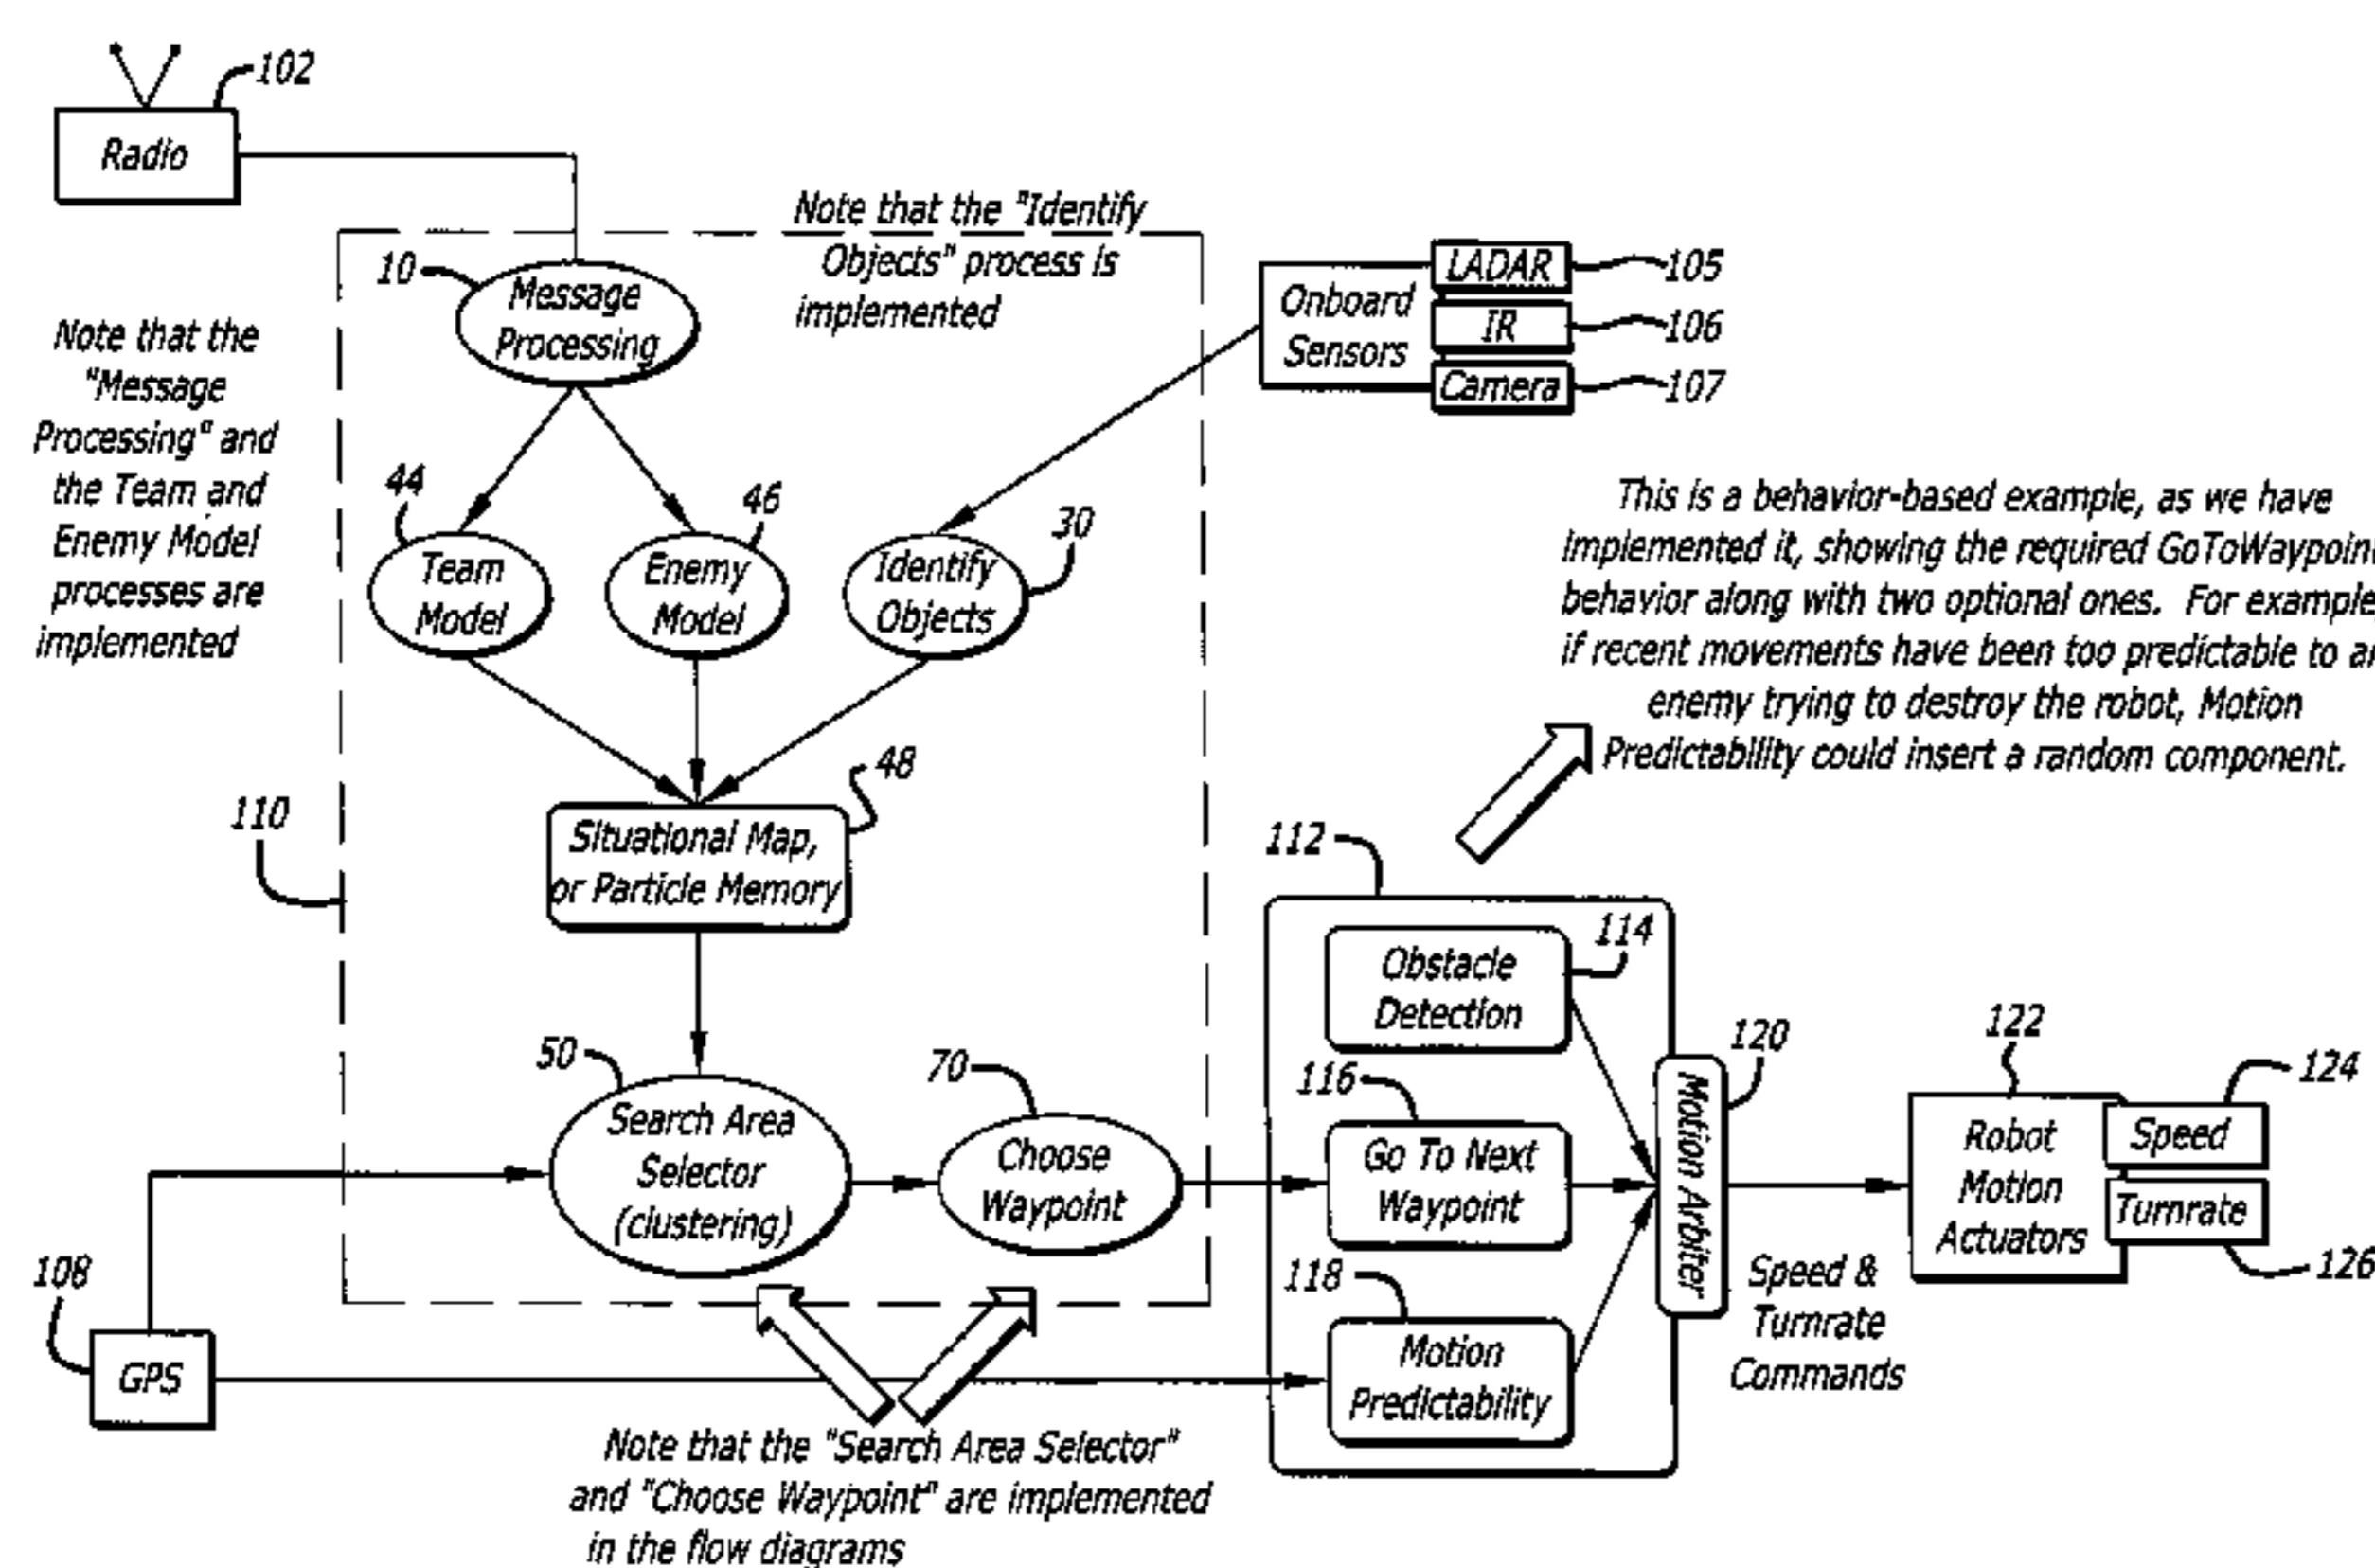 102
Radio
Note that the "Identify
Objects" process is
implemented
10
Message
Processing
Note that the
"Message
Processing" and
the Team and
Enemy Model
processes are
implemented
Onboard
Sensors
LADAR
105
IR
106
Camera
107
44
46
30
Team
Model
Enemy
Model
Identify
Objects
This is a behavior-based example, as we have
implemented it, showing the required GoToWaypoint
behavior along with two optional ones. For example,
if recent movements have been too predictable to an
enemy trying to destroy the robot, Motion
Predictability could insert a random component.
48
Situational Map,
or Particle Memory
110
112
114
Obstacle
Detection
50
70
Search Area
Selector
(clustering)
Choose
Waypoint
116
Go To Next
Waypoint
120
Motion Arbiter
122
124
Robot
Motion
Actuators
Speed
Turnrate
126
118
Motion
Predictability
Speed &
Turnrate
Commands
108
GPS
Note that the "Search Area Selector"
and "Choose Waypoint" are implemented
in the flow diagrams